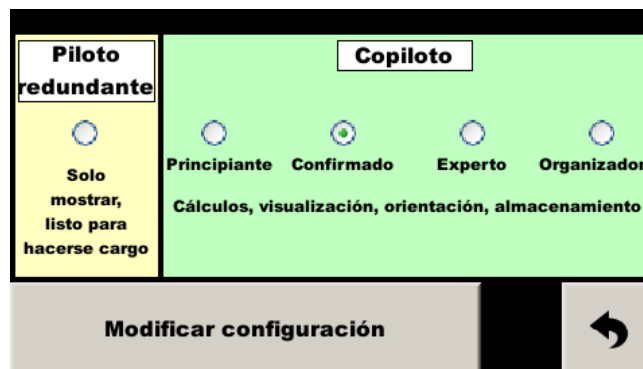 Piloto
redundante
Solo
mostrar,
listo para
hacerse cargo
Copiloto
Principiante Confirmado Experto Organizador
Cálculos, visualización, orientación, almacenamiento
Modificar configuración